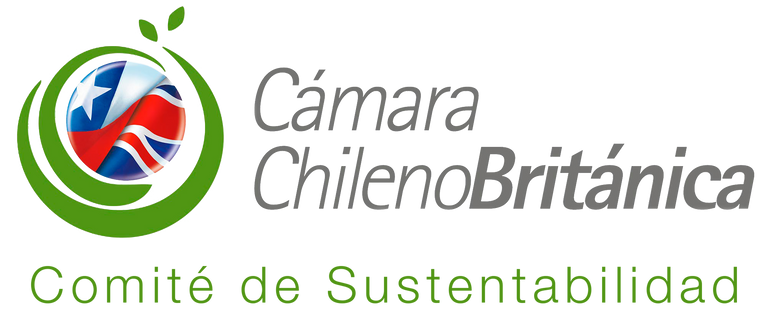 Cámara
ChilenoBritánica
Comité de Sustentabilidad